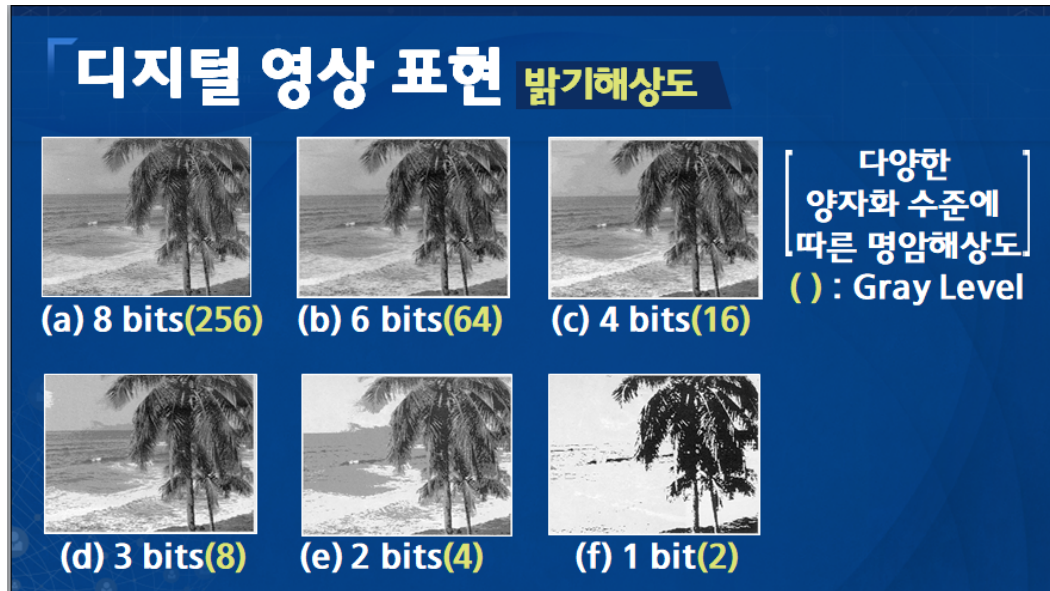 디지털 영상 표현 밝기해상도
(a) 8 bits(256)
(b) 6 bits(64)
(c) 4 bits(16)
다양한
양자화 수준에
따른 명암해상도
( ) : Gray Level
(d) 3 bits(8)
(e) 2 bits(4)
(f) 1 bit(2)